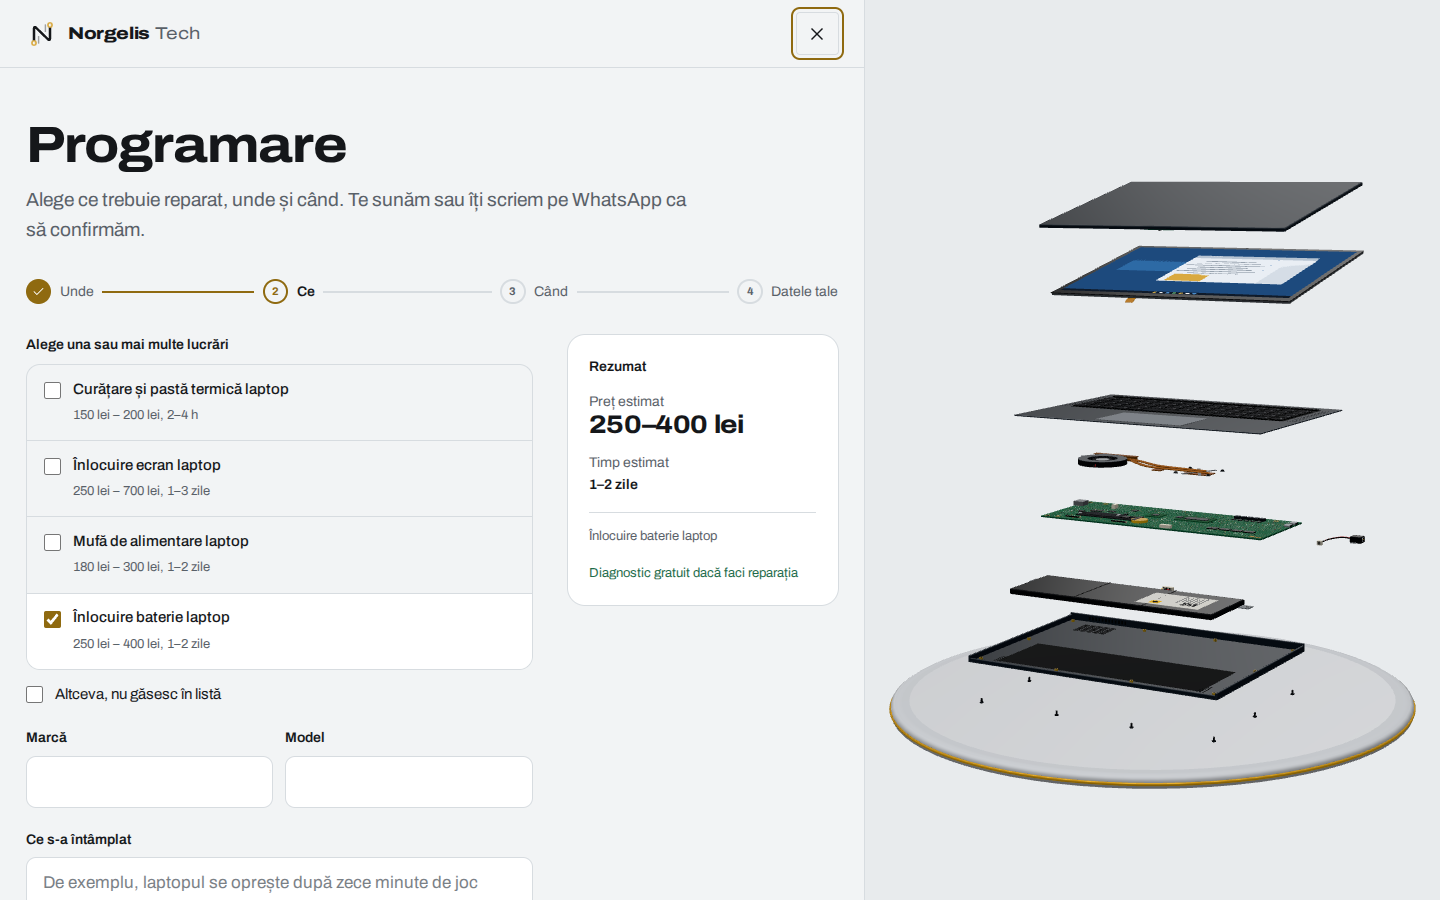 Norgelis Tech
Programare
Alege ce trebuie reparat, unde și când. Te sunăm sau îți scriem pe WhatsApp ca
să confirmăm.
Unde
2 Ce
3 Când
4 Datele tale
Alege una sau mai multe lucrări
Curățare și pastă termică laptop
150 lei – 200 lei, 2–4 h
Înlocuire ecran laptop
250 lei – 700 lei, 1–3 zile
Mufă de alimentare laptop
180 lei – 300 lei, 1–2 zile
Înlocuire baterie laptop
250 lei – 400 lei, 1–2 zile
Altceva, nu găsesc în listă
Marcă
Model
Ce s-a întâmplat
De exemplu, laptopul se oprește după zece minute de joc
Rezumat
Preț estimat
250–400 lei
Timp estimat
1–2 zile
Înlocuire baterie laptop
Diagnostic gratuit dacă faci reparația